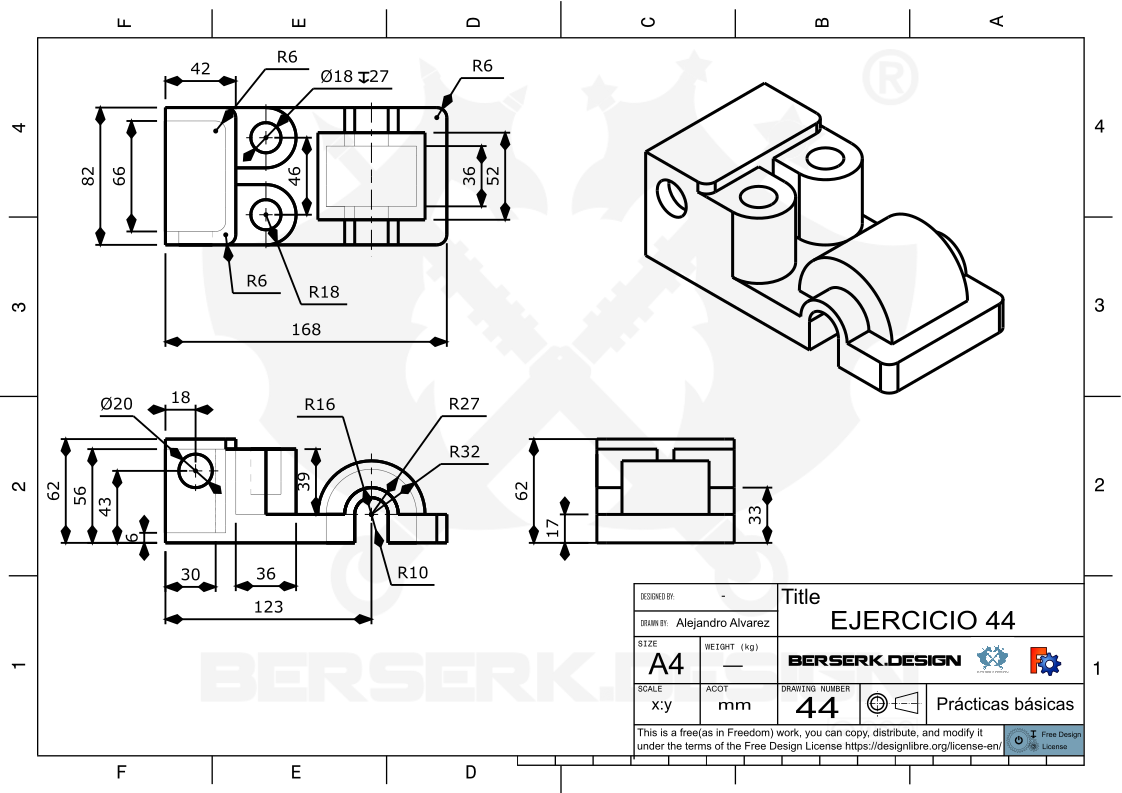 F E D C B A
4 4
3 3
2 2
1 1
F E D
42
R6
Ø18 ↧27
R6
82
66
46
36
52
R6
R18
168
18
Ø20
R16
R27
R32
62
56
43
6
39
R10
30
36
123
62
17
33
®
BERSERK.DESIGN
DESIGNED BY: -
DRAWN BY: Alejandro Alvarez
Title
EJERCICIO 44
SIZE
A4
WEIGHT (kg)
—
BERSERK.DESIGN
SCALE
x:y
ACOT
mm
DRAWING NUMBER
44
Prácticas básicas
This is a free(as in Freedom) work, you can copy, distribute, and modify it
under the terms of the Free Design License https://designlibre.org/license-en/
Free Design
License